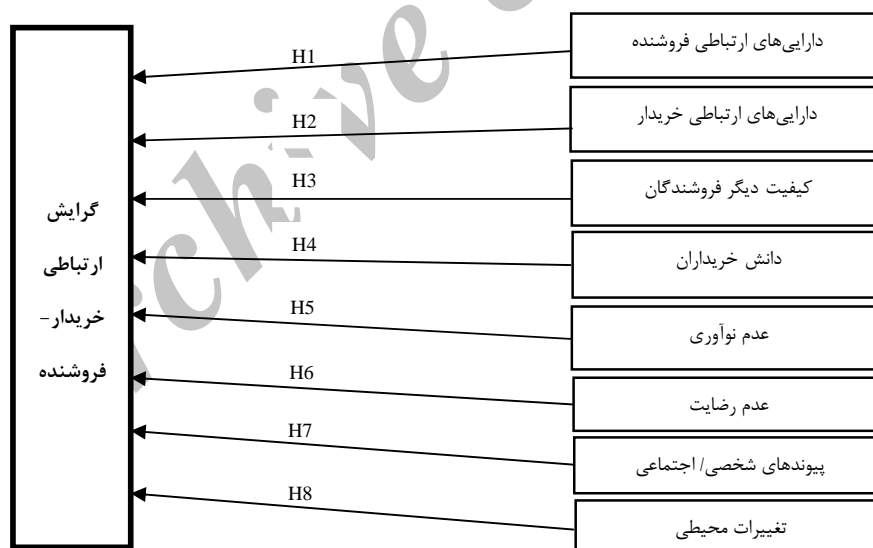 دارایی‌های ارتباطی فروشنده
H1
دارایی‌های ارتباطی خریدار
H2
کیفیت دیگر فروشندگان
H3
گرایش
ارتباطی
خریدار-
فروشنده
دانش خریداران
H4
عدم نوآوری
H5
عدم رضایت
H6
پیوندهای شخصی/ اجتماعی
H7
تغییرات محیطی
H8